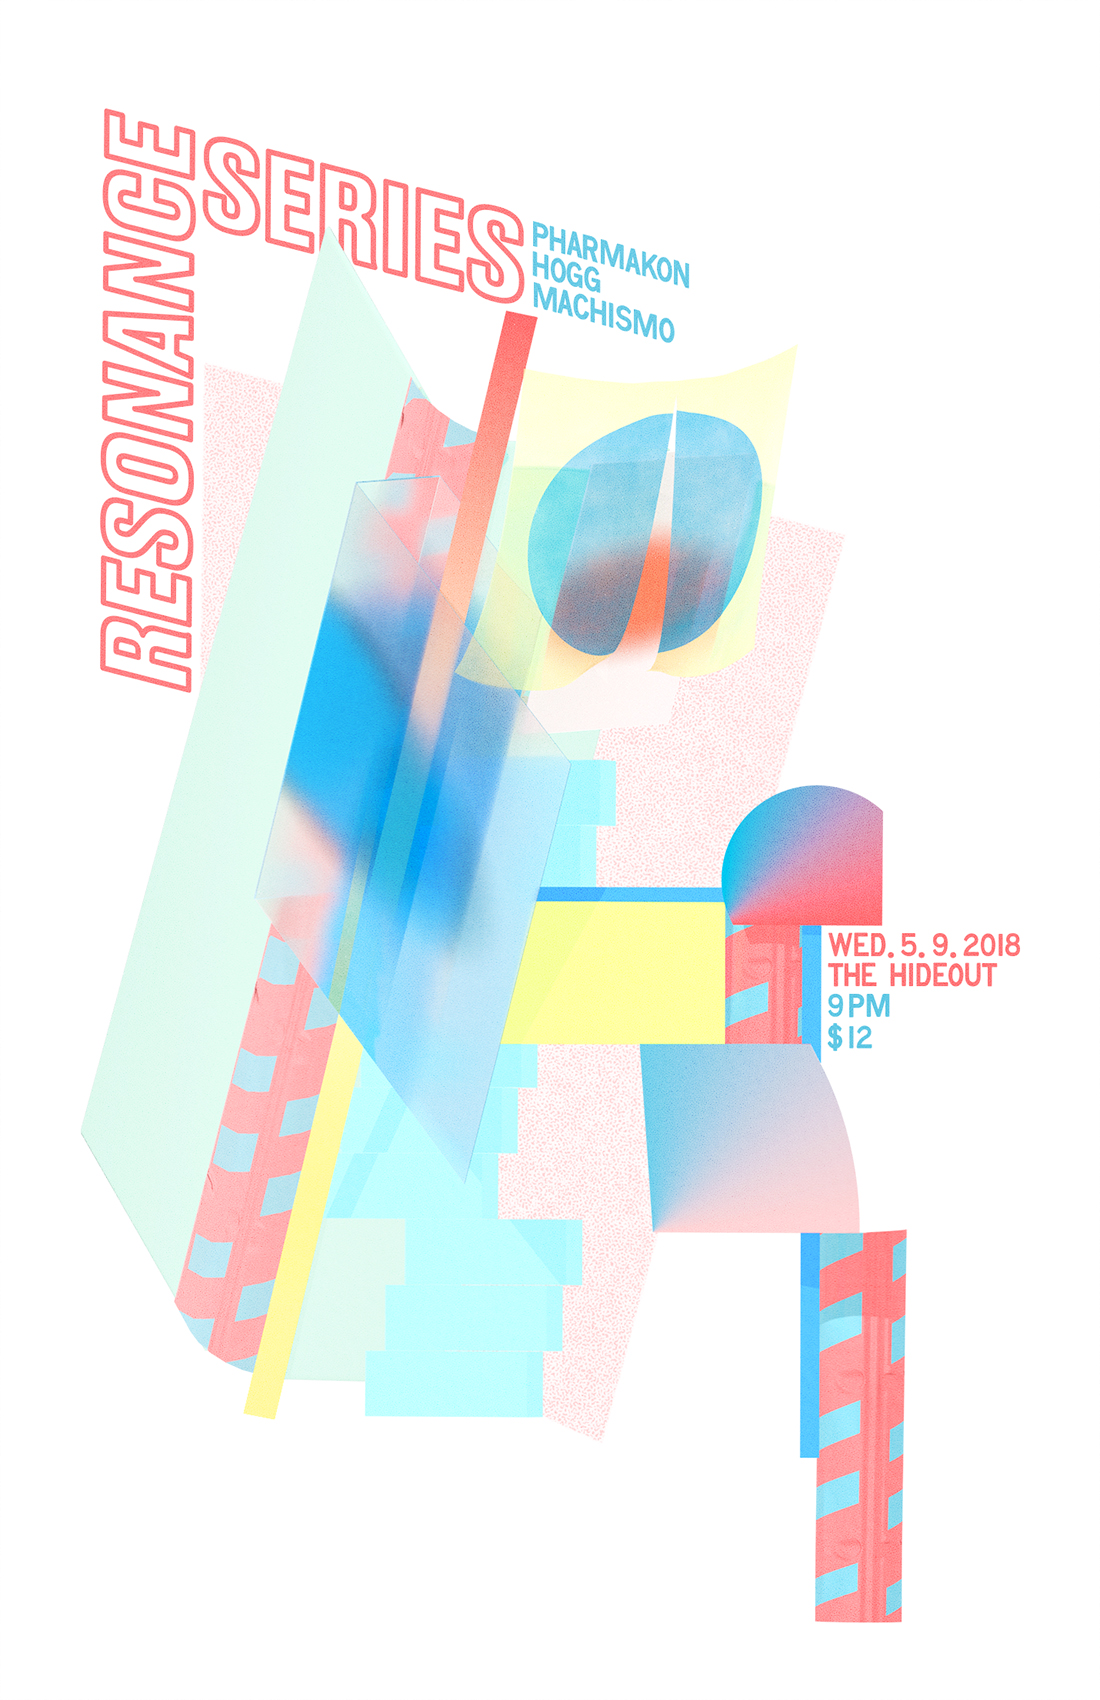 RESONANCE
SERIES
PHARMAKON
HOGG
MACHISMO
WED. 5. 9. 2018
THE HIDEOUT
9PM
$12